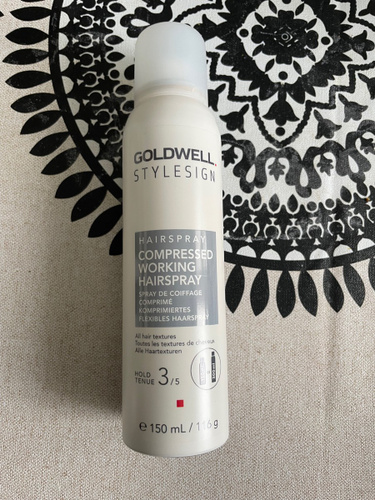 GOLDWELL.
STYLESIGN
HAIRSPRAY
COMPRESSED
WORKING
HAIRSPRAY
SPRAY DE COIFFAGE
COMPRIMÉ
KOMPRIMIERTES
FLEXIBLES HAARSPRAY
All hair textures
Toutes les textures de cheveux
Alle Haartexturen
HOLD
TENUE 3/5
e 150 mL / 116 g